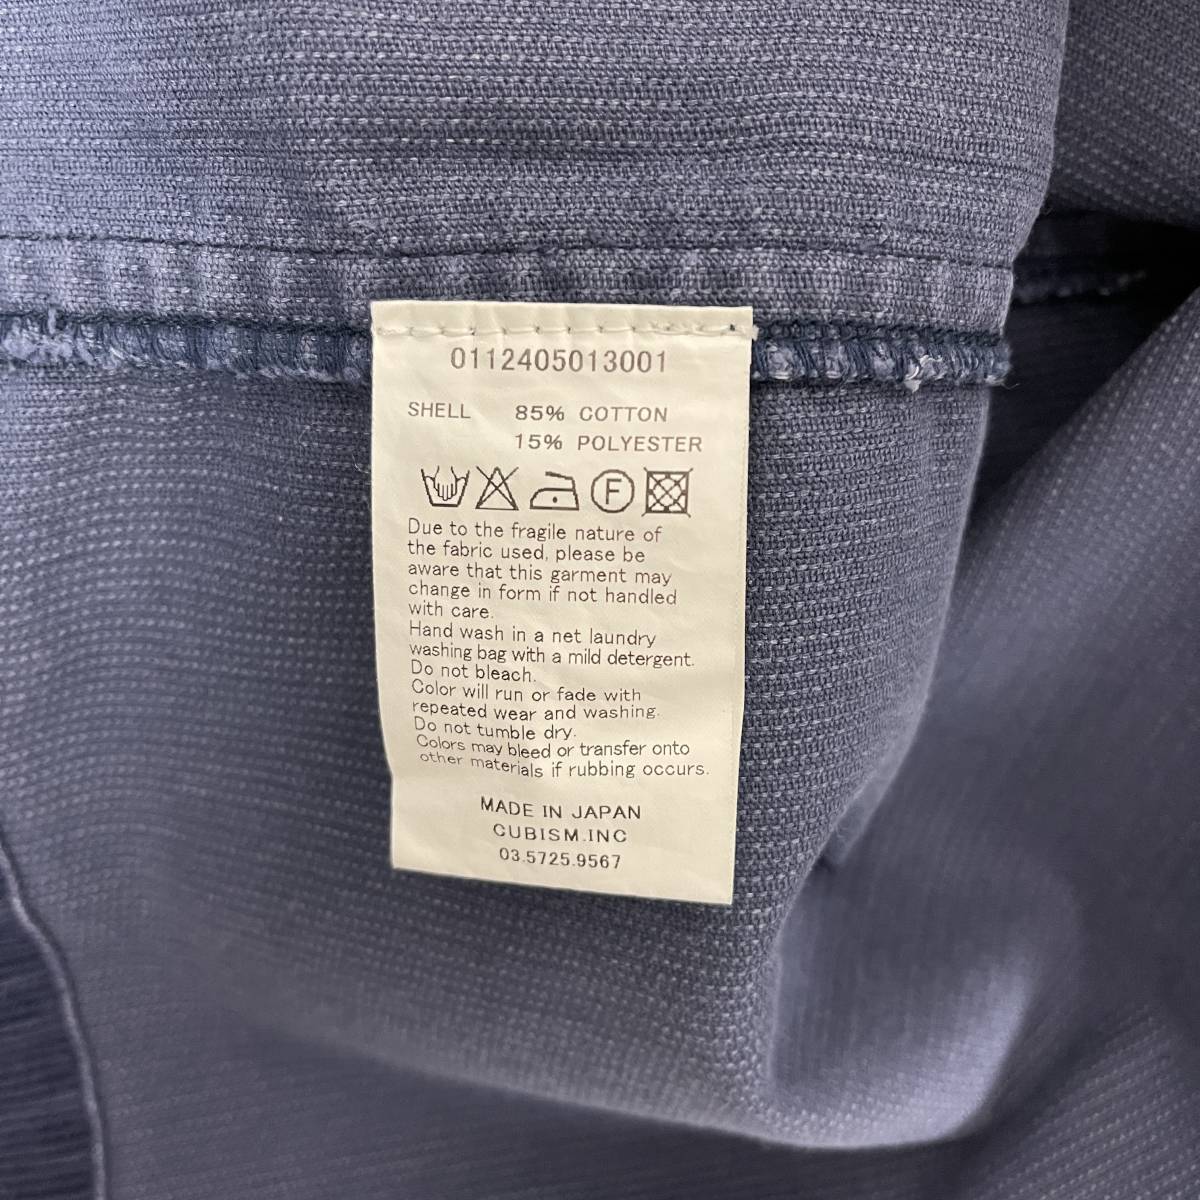 0112405013001
SHELL 85% COTTON
15% POLYESTER
F
Due to the fragile nature of
the fabric used, please be
aware that this garment may
change in form if not handled
with care.
Hand wash in a net laundry
washing bag with a mild detergent.
Do not bleach.
Color will run or fade with
repeated wear and washing.
Do not tumble dry.
Colors may bleed or transfer onto
other materials if rubbing occurs.
MADE IN JAPAN
CUBISM.INC
03.5725.9567